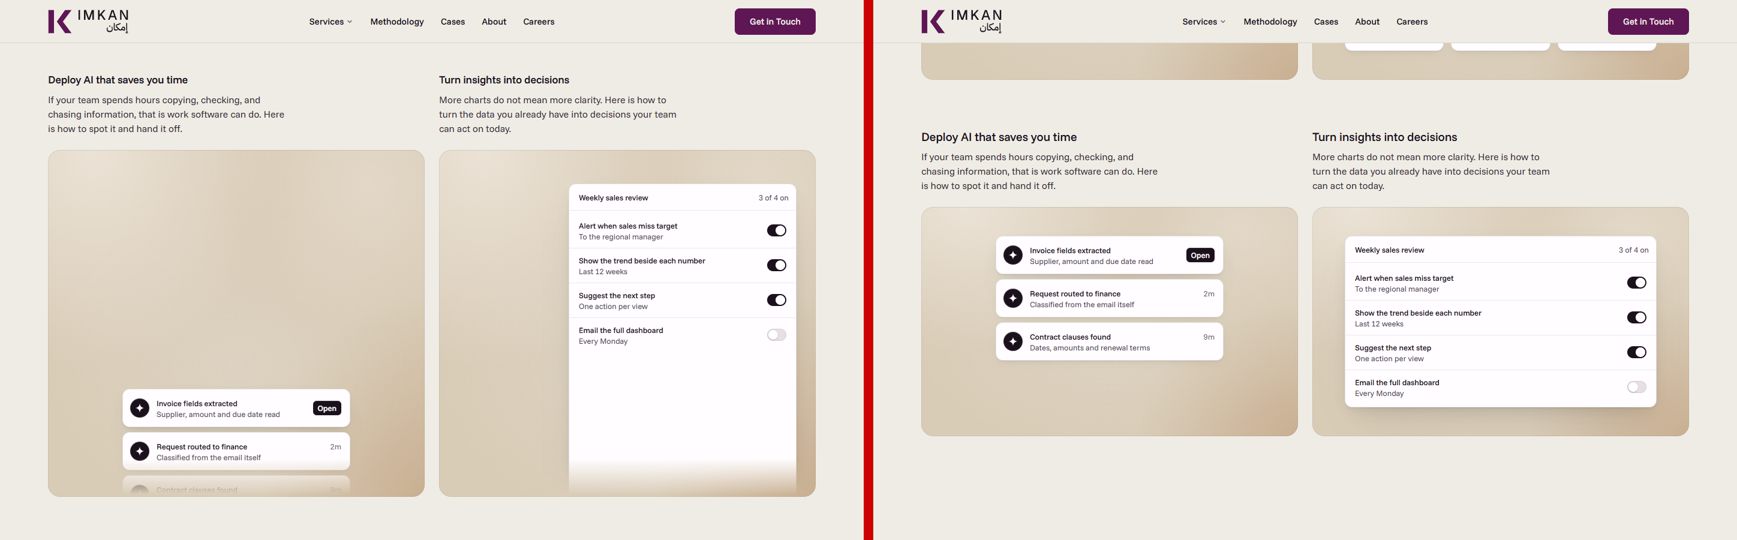 IMKAN
إمكان
Services
Methodology
Cases
About
Careers
Get in Touch
Deploy AI that saves you time
If your team spends hours copying, checking, and
chasing information, that is work software can do. Here
is how to spot it and hand it off.
Invoice fields extracted
Supplier, amount and due date read
Open
Request routed to finance
2m
Classified from the email itself
Contract clauses found
9m
Turn insights into decisions
More charts do not mean more clarity. Here is how to
turn the data you already have into decisions your team
can act on today.
Weekly sales review
3 of 4 on
Alert when sales miss target
To the regional manager
Show the trend beside each number
Last 12 weeks
Suggest the next step
One action per view
Email the full dashboard
Every Monday
IMKAN
إمكان
Services
Methodology
Cases
About
Careers
Get in Touch
Deploy AI that saves you time
If your team spends hours copying, checking, and
chasing information, that is work software can do. Here
is how to spot it and hand it off.
Invoice fields extracted
Supplier, amount and due date read
Open
Request routed to finance
2m
Classified from the email itself
Contract clauses found
9m
Dates, amounts and renewal terms
Turn insights into decisions
More charts do not mean more clarity. Here is how to
turn the data you already have into decisions your team
can act on today.
Weekly sales review
3 of 4 on
Alert when sales miss target
To the regional manager
Show the trend beside each number
Last 12 weeks
Suggest the next step
One action per view
Email the full dashboard
Every Monday